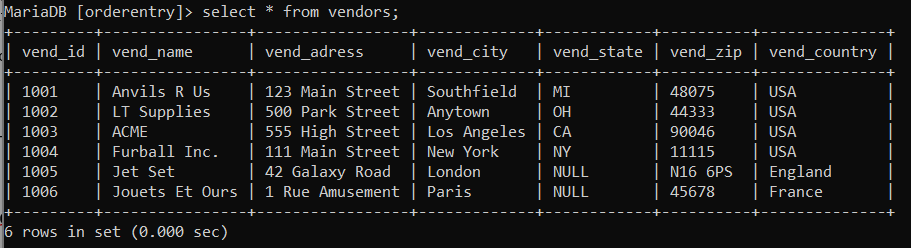 MariaDB [orderentry]> select * from vendors;
+---------+----------------+-----------------+-------------+------------+----------+--------------+
| vend_id | vend_name      | vend_adress     | vend_city   | vend_state | vend_zip | vend_country |
+---------+----------------+-----------------+-------------+------------+----------+--------------+
| 1001    | Anvils R Us    | 123 Main Street | Southfield  | MI         | 48075    | USA          |
| 1002    | LT Supplies    | 500 Park Street | Anytown     | OH         | 44333    | USA          |
| 1003    | ACME           | 555 High Street | Los Angeles | CA         | 90046    | USA          |
| 1004    | Furball Inc.   | 111 Main Street | New York    | NY         | 11115    | USA          |
| 1005    | Jet Set        | 42 Galaxy Road  | London      | NULL       | N16 6PS  | England      |
| 1006    | Jouets Et Ours | 1 Rue Amusement | Paris       | NULL       | 45678    | France       |
+---------+----------------+-----------------+-------------+------------+----------+--------------+
6 rows in set (0.000 sec)